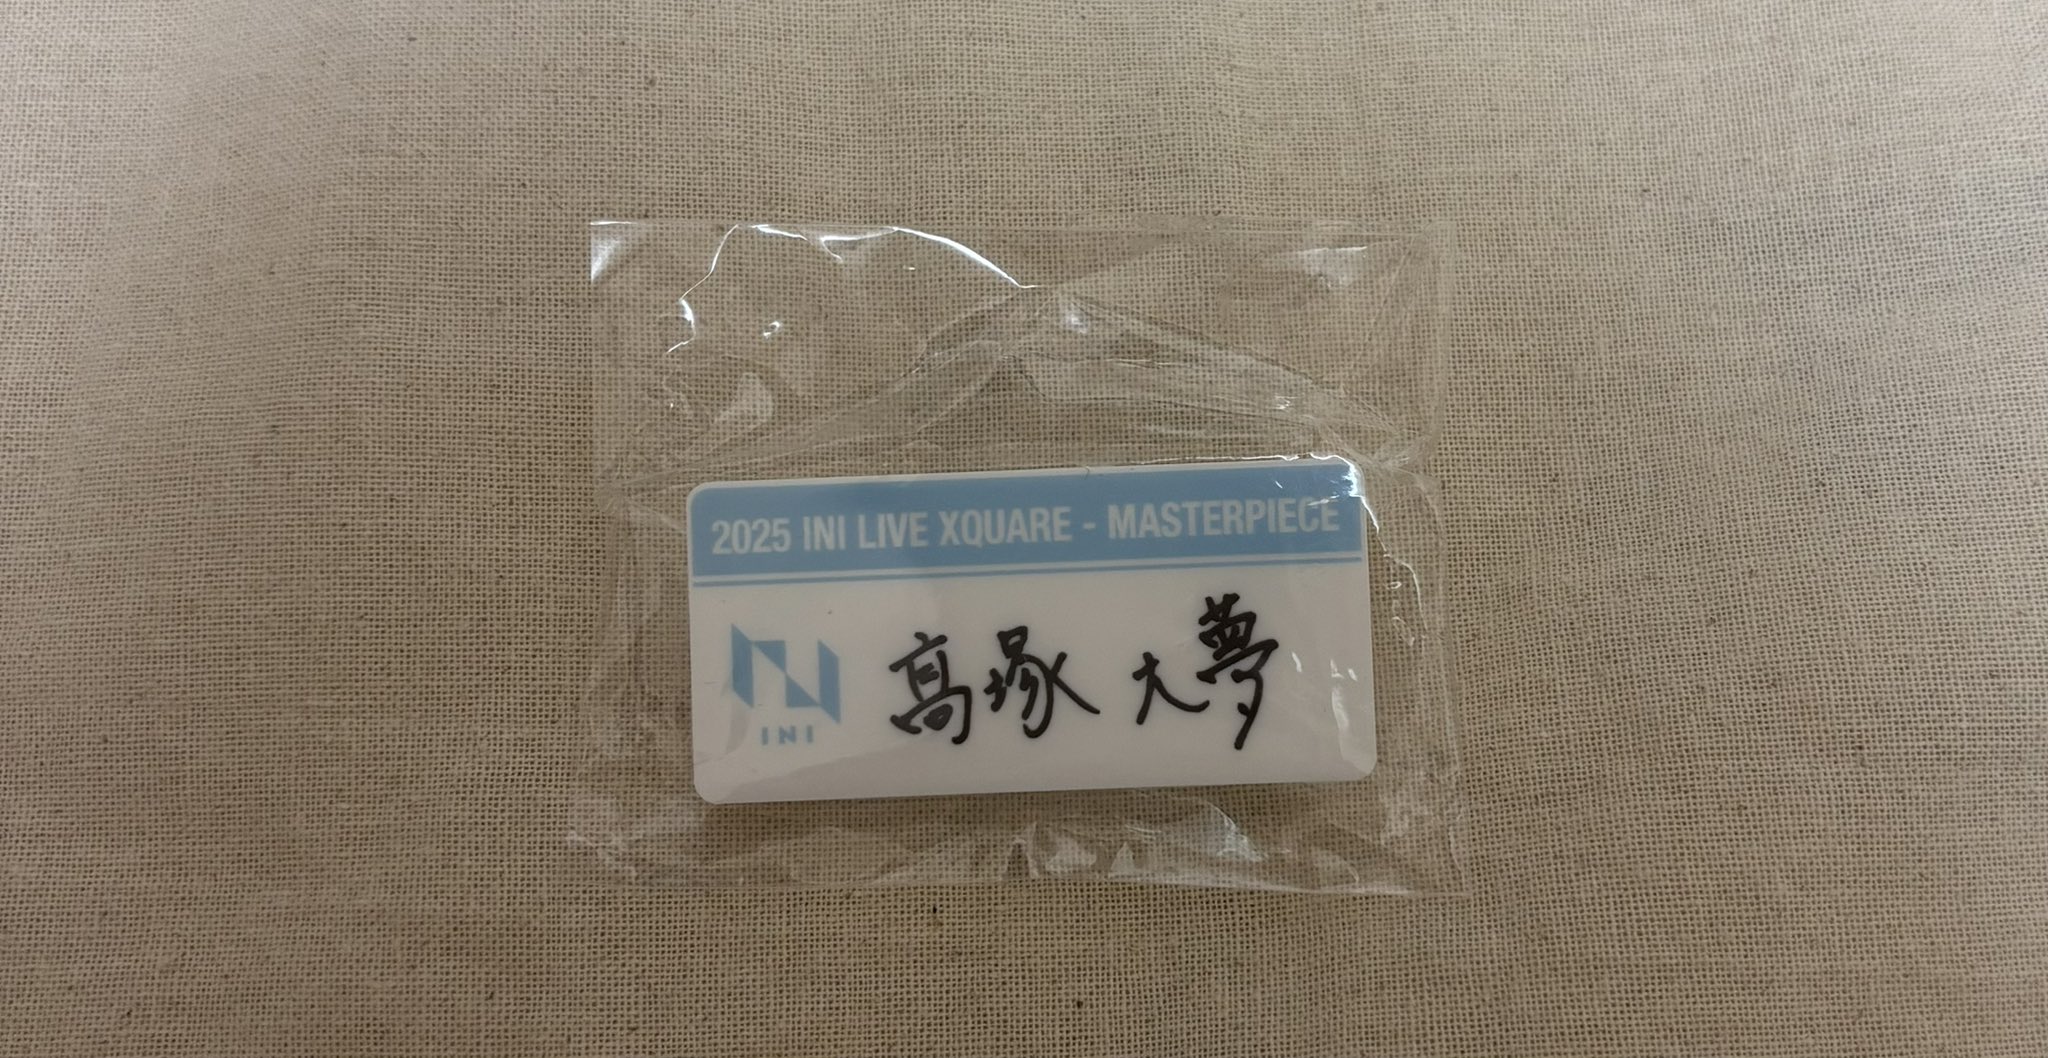 2025 INI LIVE XQUARE - MASTERPIECE
INI
髙塚 大夢